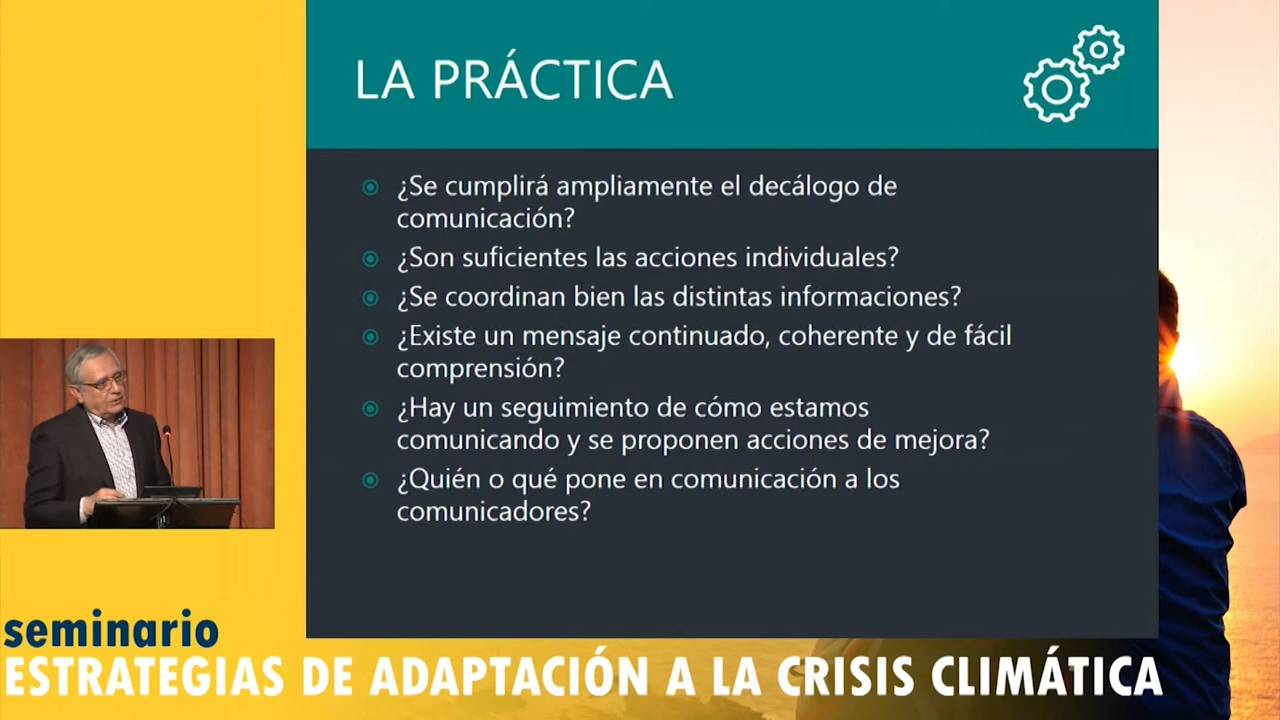 LA PRÁCTICA
¿Se cumplirá ampliamente el decálogo de
comunicación?
¿Son suficientes las acciones individuales?
¿Se coordinan bien las distintas informaciones?
¿Existe un mensaje continuado, coherente y de fácil
comprensión?
¿Hay un seguimiento de cómo estamos
comunicando y se proponen acciones de mejora?
¿Quién o qué pone en comunicación a los
comunicadores?
seminario
ESTRATEGIAS DE ADAPTACIÓN A LA CRISIS CLIMÁTICA